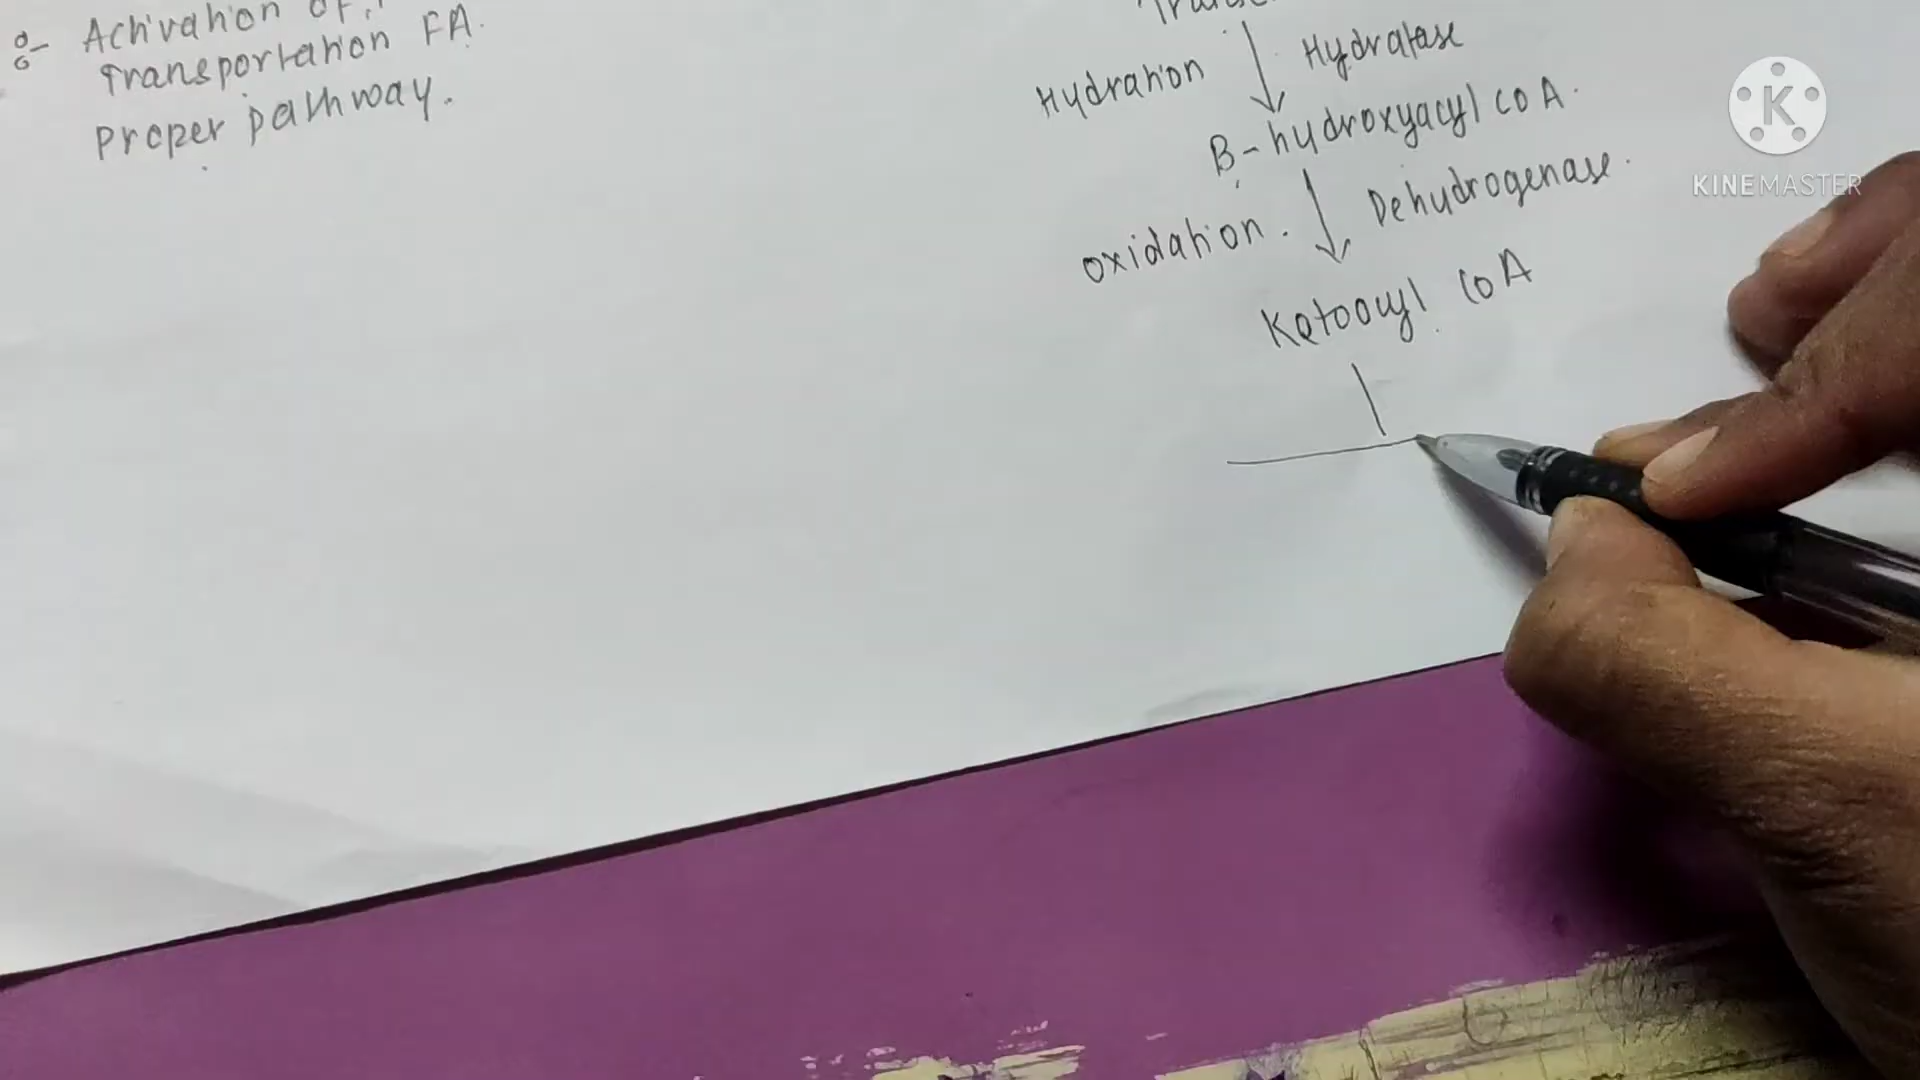 Activation of
Transportation FA.
Proper pathway.
Hydration
Hydratase
B-hydroxyacyl CoA.
oxidation.
Dehydrogenase.
Ketoacyl CoA
K
KINEMASTER